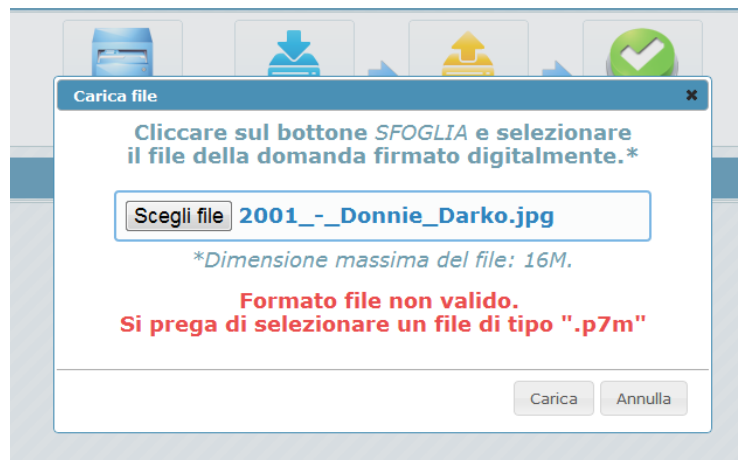 Carica file
Cliccare sul bottone SFOGLIA e selezionare
il file della domanda firmato digitalmente.*
Scegli file 2001_-_Donnie_Darko.jpg
*Dimensione massima del file: 16M.
Formato file non valido.
Si prega di selezionare un file di tipo ".p7m"
Carica Annulla